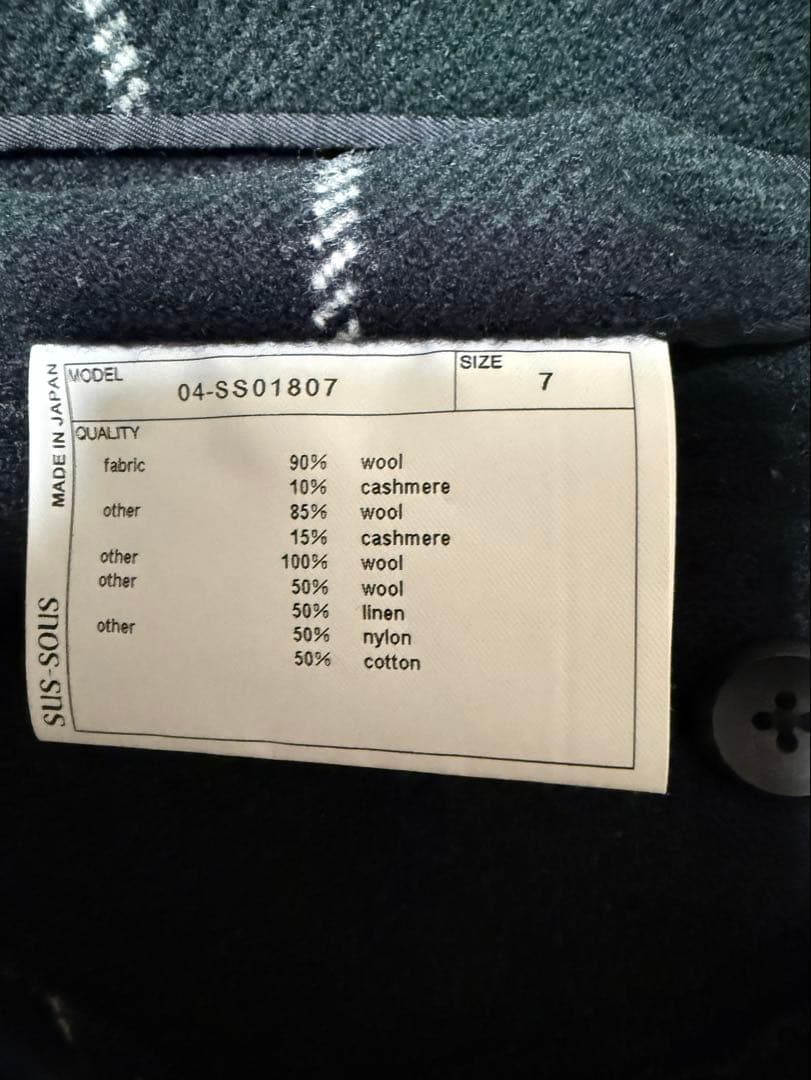 MODEL 04-SS01807 SIZE 7
QUALITY
fabric 90% wool
10% cashmere
other 85% wool
15% cashmere
other 100% wool
other 50% wool
50% linen
other 50% nylon
50% cotton
MADE IN JAPAN
SUS-SOUS